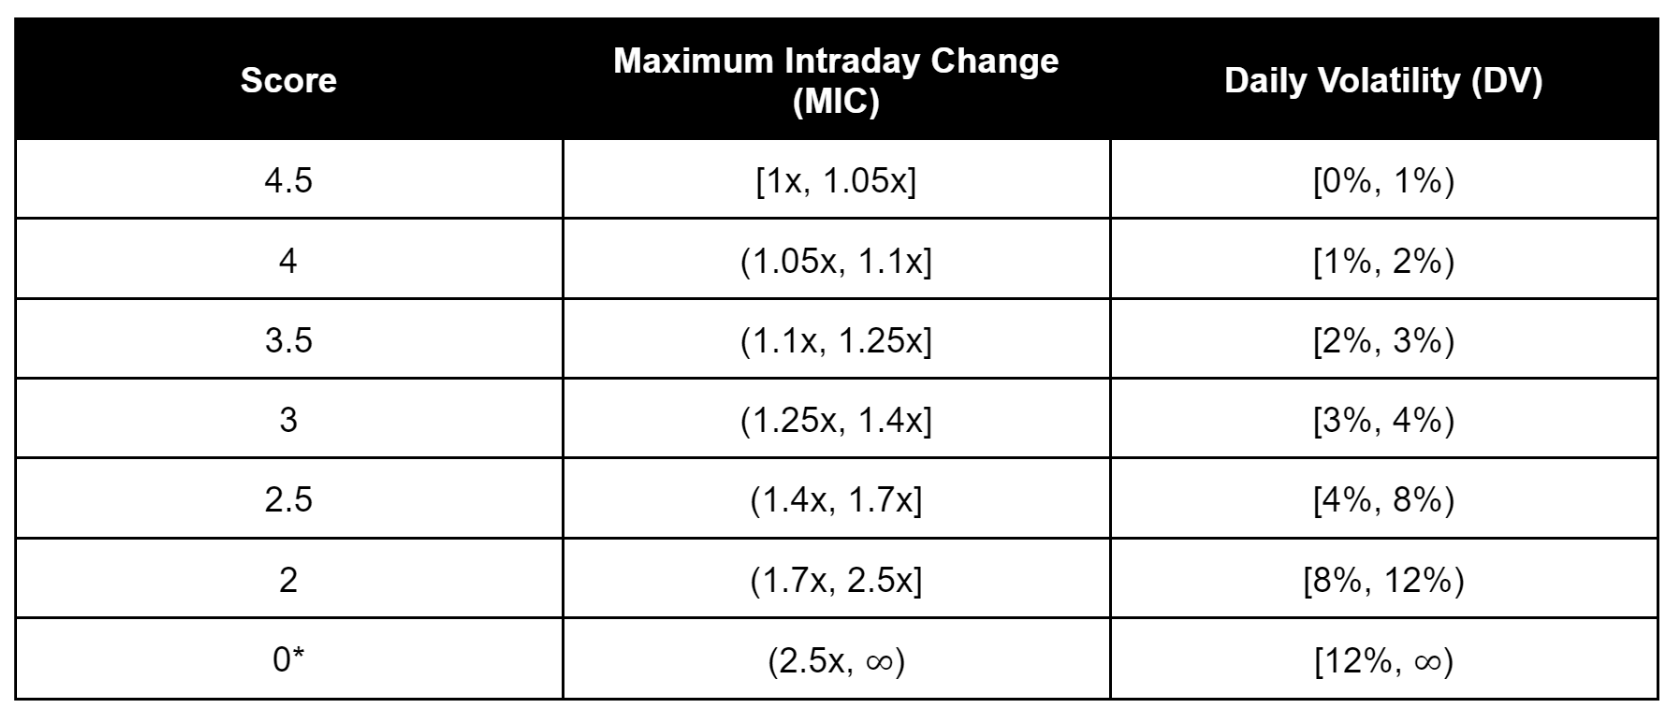 Score
Maximum Intraday Change
(MIC)
Daily Volatility (DV)
4.5
[1x, 1.05x]
[0%, 1%)
4
(1.05x, 1.1x]
[1%, 2%)
3.5
(1.1x, 1.25x]
[2%, 3%)
3
(1.25x, 1.4x]
[3%, 4%)
2.5
(1.4x, 1.7x]
[4%, 8%)
2
(1.7x, 2.5x]
[8%, 12%)
0*
(2.5x, ∞)
[12%, ∞)